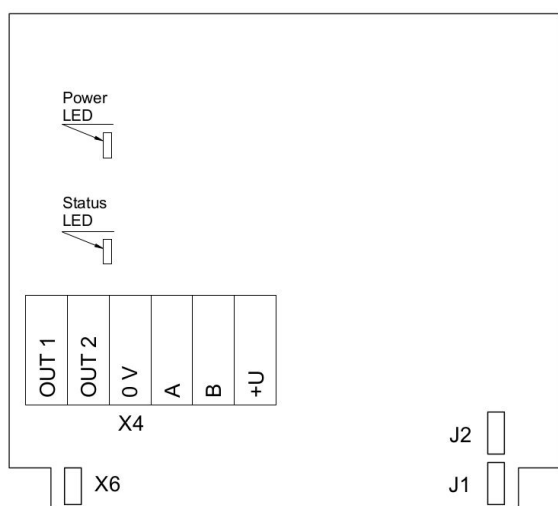 Power
LED
Status
LED
OUT 1
OUT 2
0 V
A
B
+U
X4
J2
X6
J1